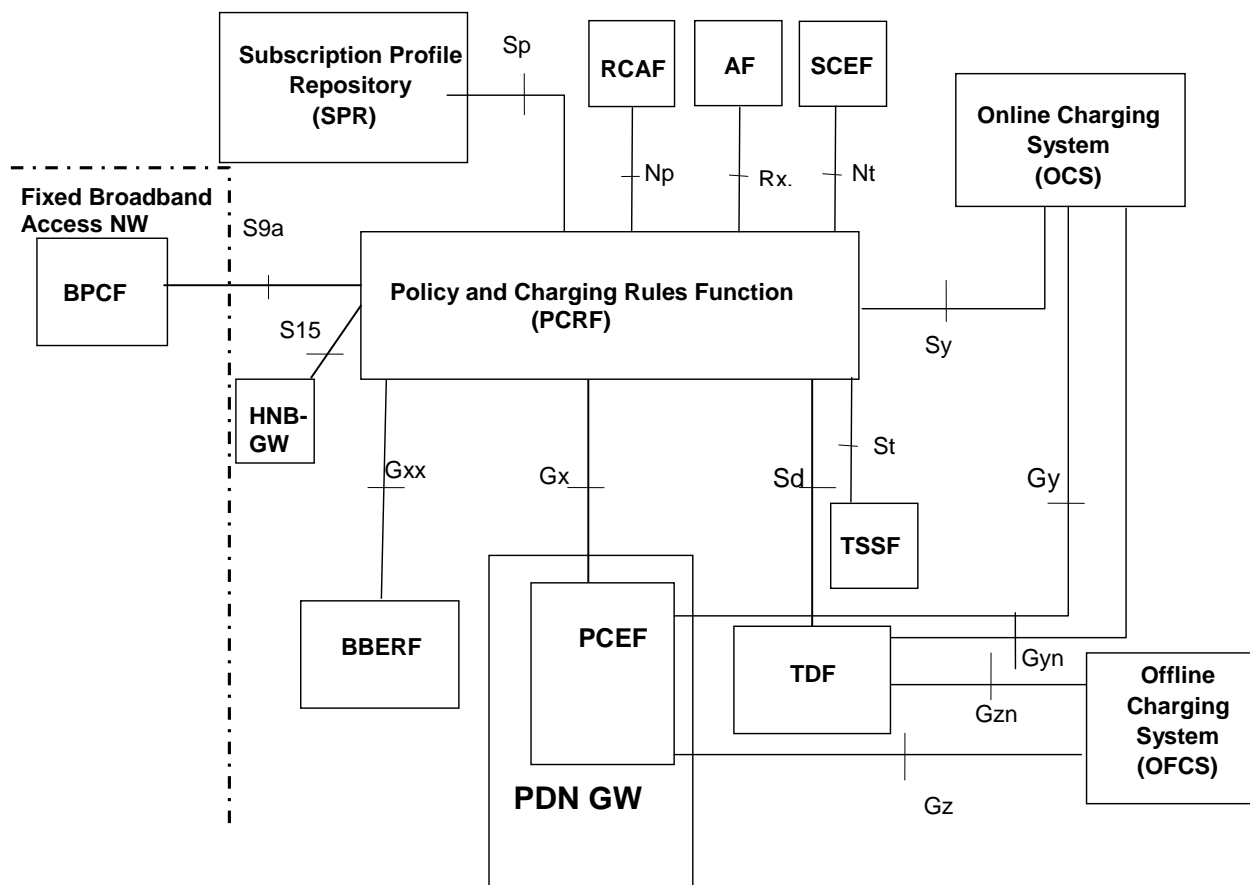 Subscription Profile
Repository
(SPR)
Sp
RCAF
AF
SCEF
Online Charging
System
(OCS)
Np
Rx.
Nt
Fixed Broadband
Access NW
S9a
BPCF
Policy and Charging Rules Function
(PCRF)
S15
Sy
HNB-
GW
Gxx
Gx
Sd
St
Gy
TSSF
BBERF
PCEF
TDF
Gyn
Gzn
Offline
Charging
System
(OFCS)
PDN GW
Gz